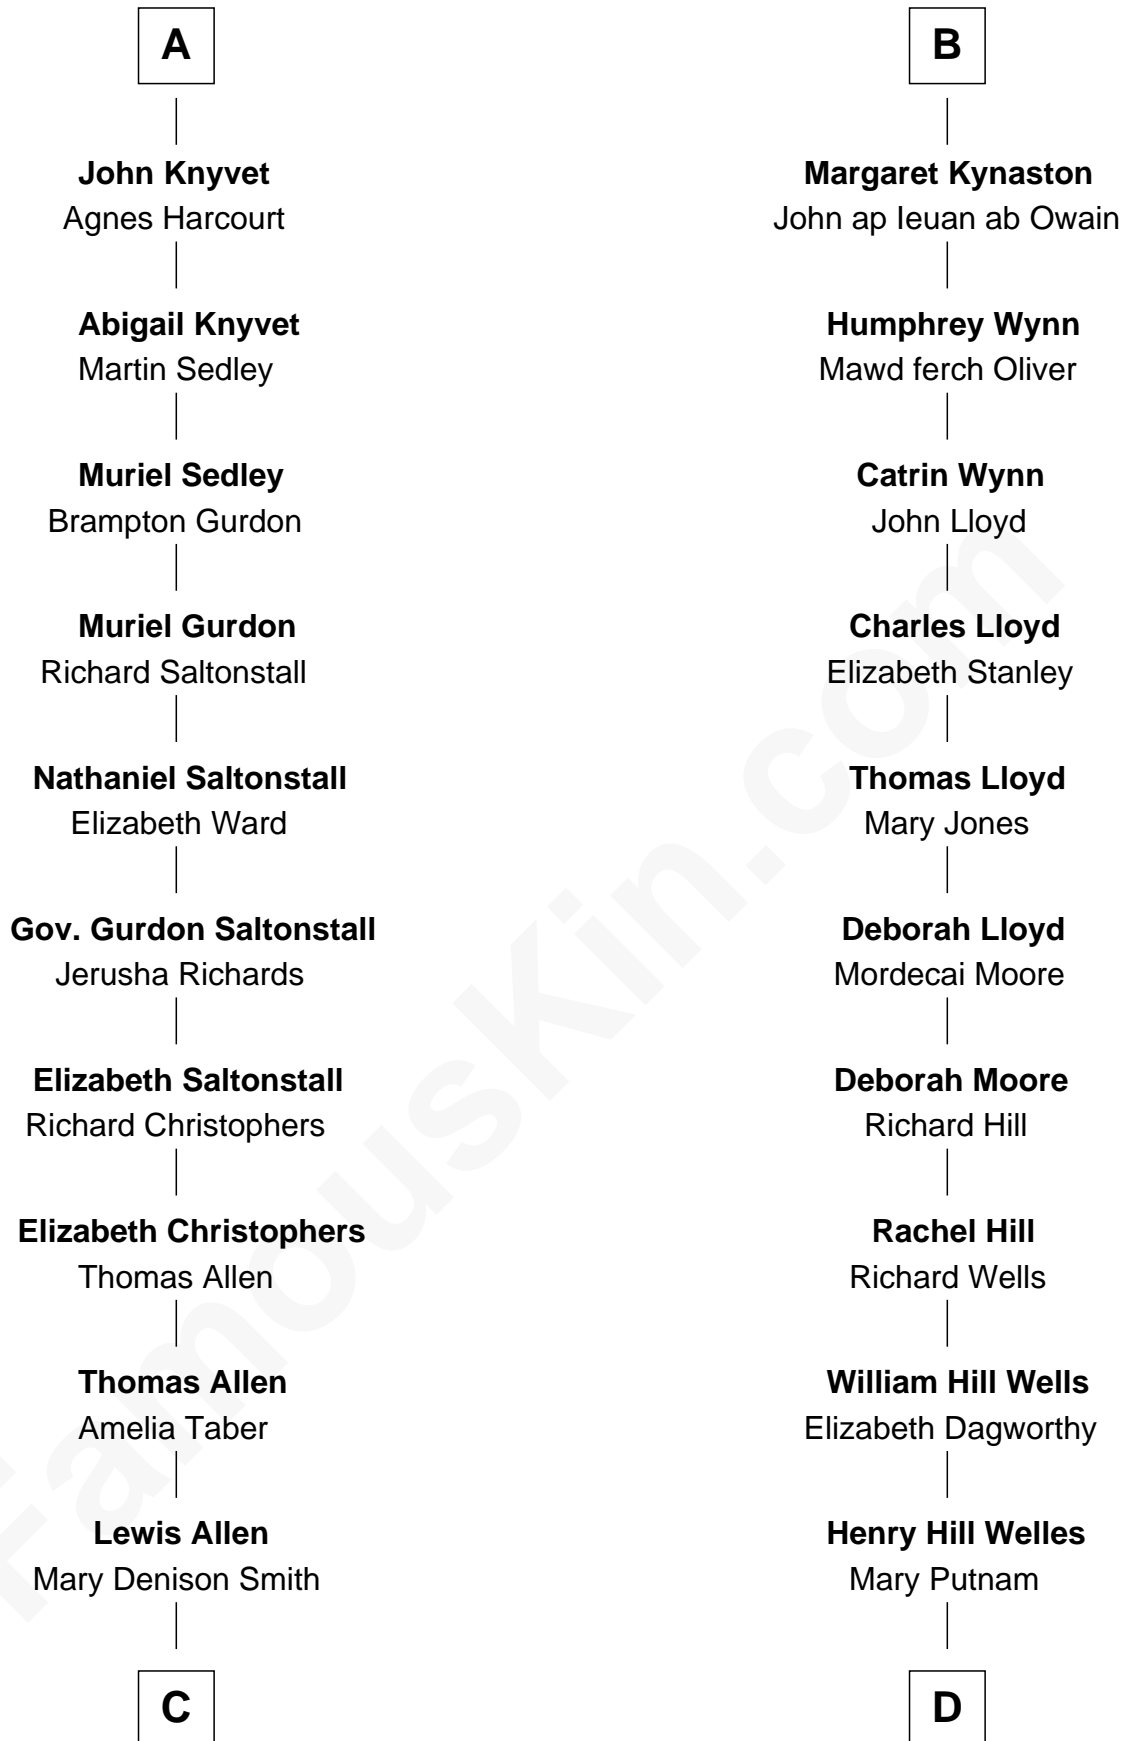 A
John Knyvet
Agnes Harcourt
Abigail Knyvet
Martin Sedley
Muriel Sedley
Brampton Gurdon
Muriel Gurdon
Richard Saltonstall
Nathaniel Saltonstall
Elizabeth Ward
Gov. Gurdon Saltonstall
Jerusha Richards
Elizabeth Saltonstall
Richard Christophers
Elizabeth Christophers
Thomas Allen
Thomas Allen
Amelia Taber
Lewis Allen
Mary Denison Smith
C
B
Margaret Kynaston
John ap Ieuan ab Owain
Humphrey Wynn
Mawd ferch Oliver
Catrin Wynn
John Lloyd
Charles Lloyd
Elizabeth Stanley
Thomas Lloyd
Mary Jones
Deborah Lloyd
Mordecai Moore
Deborah Moore
Richard Hill
Rachel Hill
Richard Wells
William Hill Wells
Elizabeth Dagworthy
Henry Hill Welles
Mary Putnam
D
FamousKin.com